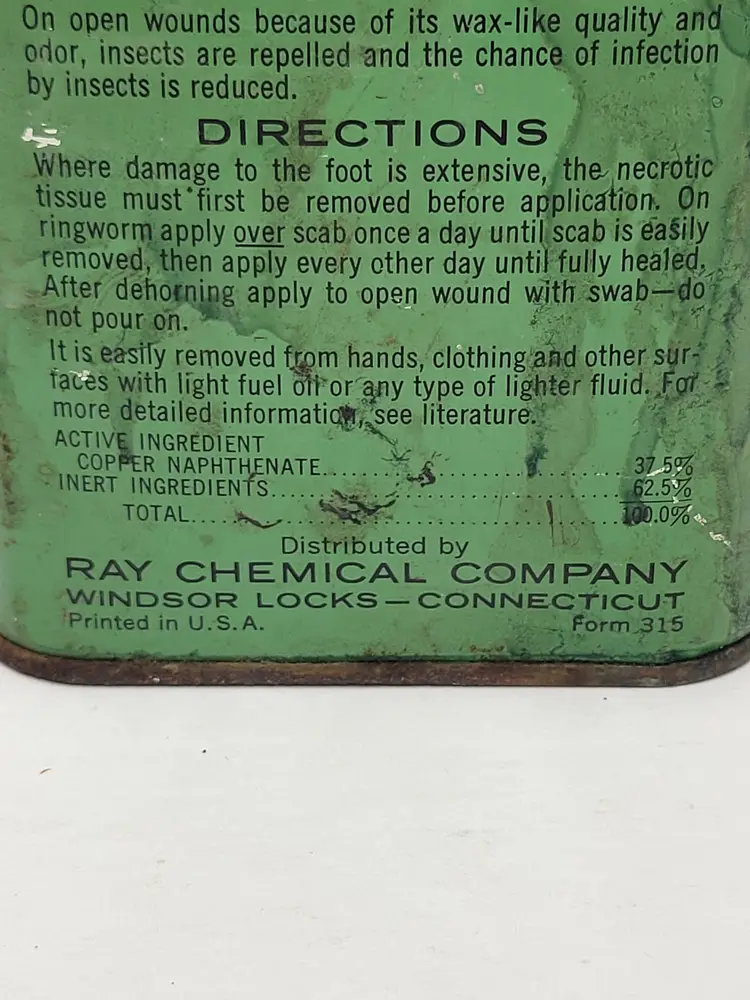 On open wounds because of its wax-like quality and
odor, insects are repelled and the chance of infection
by insects is reduced.
DIRECTIONS
Where damage to the foot is extensive, the necrotic
tissue must first be removed before application. On
ringworm apply over scab once a day until scab is easily
removed, then apply every other day until fully healed.
After dehorning apply to open wound with swab—do
not pour on.
It is easily removed from hands, clothing and other sur-
faces with light fuel oil or any type of lighter fluid. For
more detailed information, see literature.
ACTIVE INGREDIENT
COPPER NAPHTHENATE........................ 37.5%
INERT INGREDIENTS............................ 62.5%
TOTAL.................................... 100.0%
Distributed by
RAY CHEMICAL COMPANY
WINDSOR LOCKS—CONNECTICUT
Printed in U.S.A. Form 315